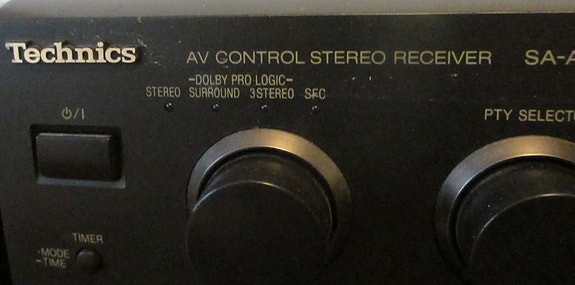 Technics
AV CONTROL STEREO RECEIVER SA-A
-DOLBY PRO LOGIC-
STEREO SURROUND 3STEREO SFC
⏻/I
PTY SELECTO
TIMER
-MODE
-TIME